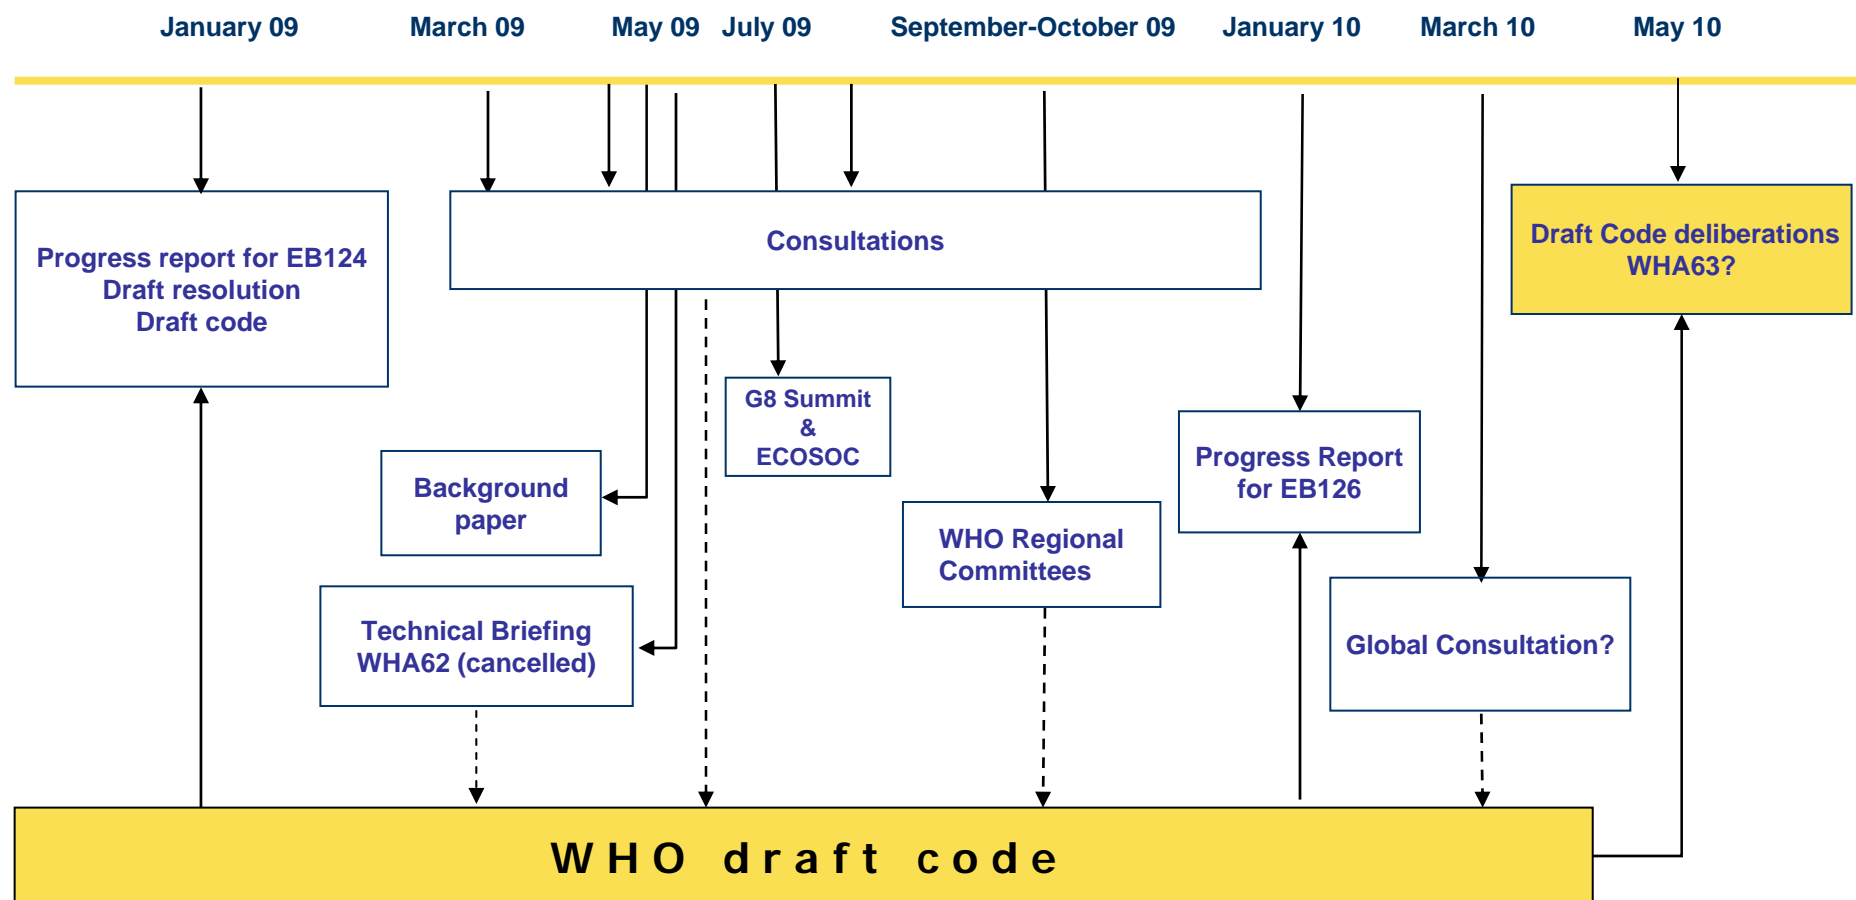 January 09
March 09
May 09
July 09
September-October 09
January 10
March 10
May 10
Progress report for EB124
Draft resolution
Draft code
Consultations
Draft Code deliberations
WHA63?
G8 Summit
&
ECOSOC
Background
paper
Progress Report
for EB126
WHO Regional
Committees
Technical Briefing
WHA62 (cancelled)
Global Consultation?
WHO draft code